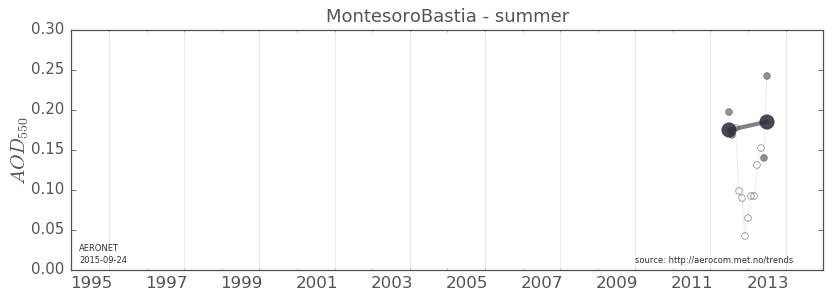 MontesoroBastia - summer
0.30
0.25
0.20
0.15
0.10
0.05
0.00
AOD550
AERONET
2015-09-24
source: http://aerocom.met.no/trends
1995 1997 1999 2001 2003 2005 2007 2009 2011 2013